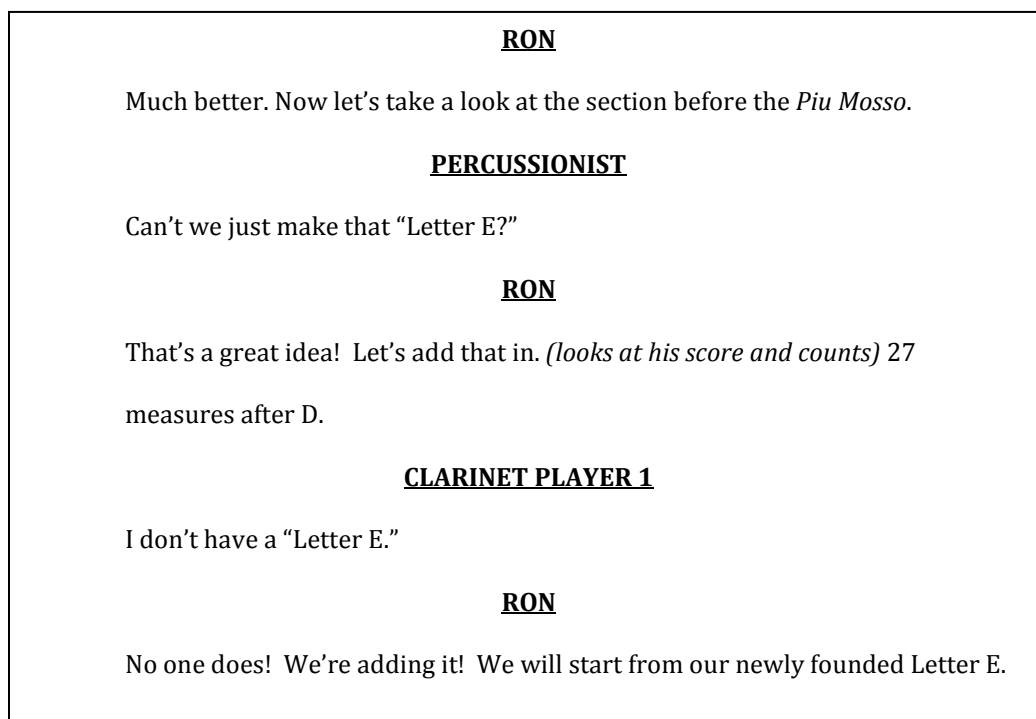 RON
Much better. Now let’s take a look at the section before the Piu Mosso.
PERCUSSIONIST
Can’t we just make that “Letter E?”
RON
That’s a great idea!  Let’s add that in. (looks at his score and counts) 27
measures after D.
CLARINET PLAYER 1
I don’t have a “Letter E.”
RON
No one does!  We’re adding it!  We will start from our newly founded Letter E.